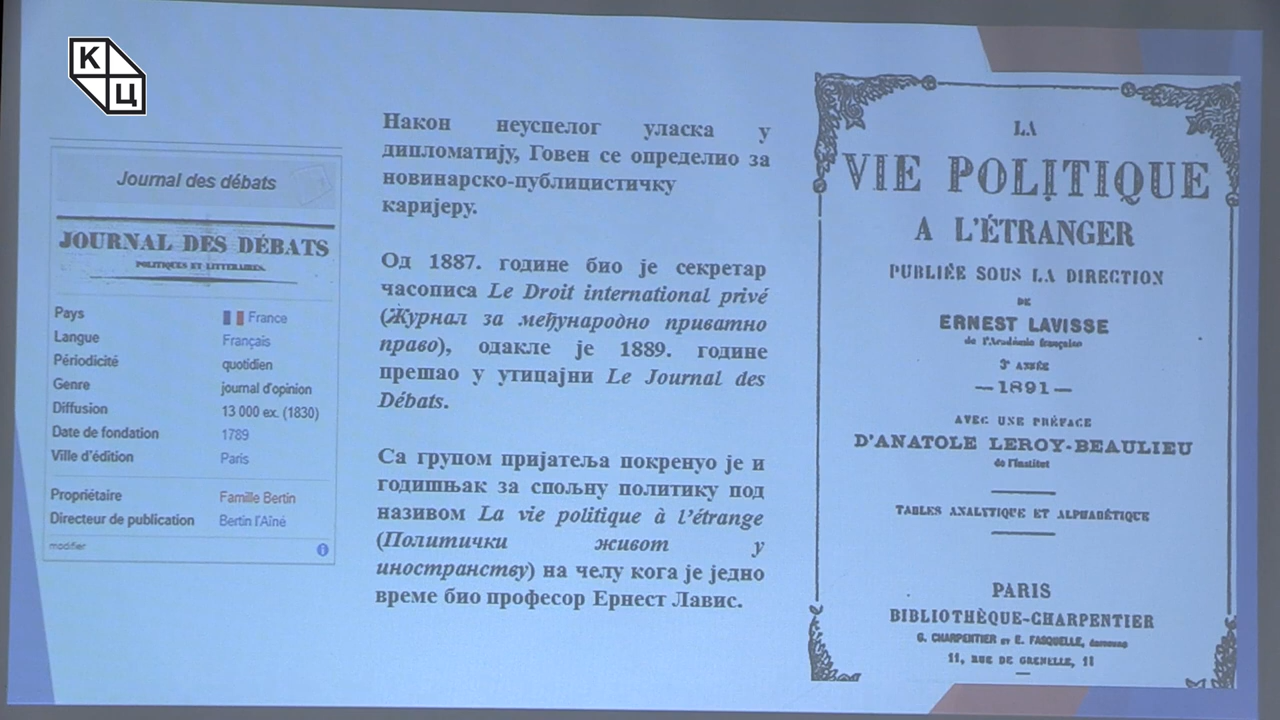 К
Ц
Journal des débats
JOURNAL DES DÉBATS
POLITIQUES ET LITTÉRAIRES.
Pays France
Langue Français
Périodicité quotidien
Genre journal d'opinion
Diffusion 13 000 ex. (1830)
Date de fondation 1789
Ville d'édition Paris
Propriétaire Famille Bertin
Directeur de publication Bertin l'Aîné
modifier
Након неуспелог уласка у
дипломатију, Говен се определио за
новинарско-публицистичку
каријеру.
Од 1887. године био је секретар
часописа Le Droit international privé
(Журнал за међународно приватно
право), одакле је 1889. године
прешао у утицајни Le Journal des
Débats.
Са групом пријатеља покренуо је и
годишњак за спољну политику под
називом La vie politique à l'étrange
(Политички живот у
иностранству) на челу кога је једно
време био професор Ернест Лавис.
LA
VIE POLITIQUE
A L'ÉTRANGER
PUBLIÉE SOUS LA DIRECTION
DE
ERNEST LAVISSE
de l'Académie française
3e ANNÉE
—1891—
AVEC UNE PRÉFACE
D'ANATOLE LEROY-BEAULIEU
de l'Institut
TABLES ANALYTIQUE ET ALPHABÉTIQUE
PARIS
BIBLIOTHÈQUE-CHARPENTIER
G. CHARPENTIER ET E. FASQUELLE,
11, RUE DE GRENELLE, 11